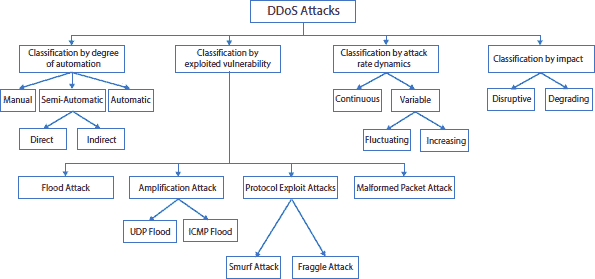 DDoS Attacks
Classification by degree
of automation
Classification by
exploited vulnerability
Classification by attack
rate dynamics
Classification by impact
Manual
Semi-Automatic
Automatic
Continuous
Variable
Disruptive
Degrading
Direct
Indirect
Fluctuating
Increasing
Flood Attack
Amplification Attack
Protocol Exploit Attacks
Malformed Packet Attack
UDP Flood
ICMP Flood
Smurf Attack
Fraggle Attack